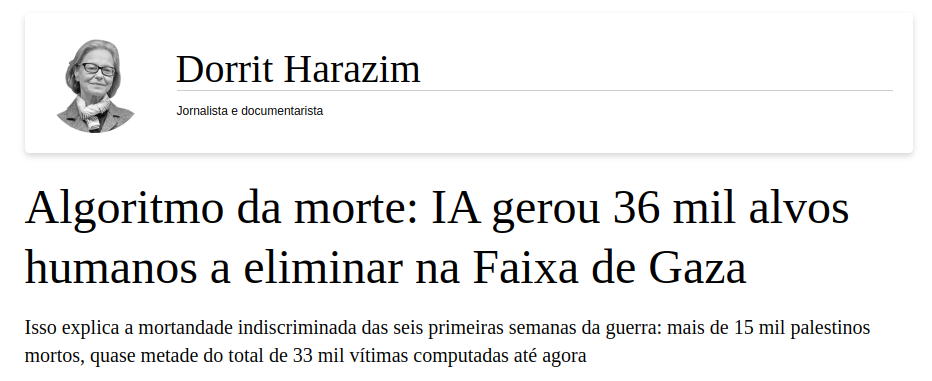 Dorrit Harazim
Jornalista e documentarista
Algoritmo da morte: IA gerou 36 mil alvos
humanos a eliminar na Faixa de Gaza
Isso explica a mortandade indiscriminada das seis primeiras semanas da guerra: mais de 15 mil palestinos
mortos, quase metade do total de 33 mil vítimas computadas até agora